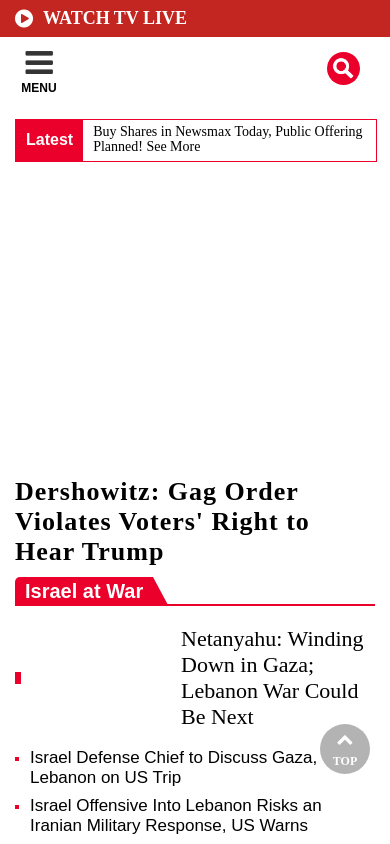 WATCH TV LIVE
MENU
Latest
Buy Shares in Newsmax Today, Public Offering
Planned! See More
Dershowitz: Gag Order
Violates Voters' Right to
Hear Trump
Israel at War
Netanyahu: Winding
Down in Gaza;
Lebanon War Could
Be Next
Israel Defense Chief to Discuss Gaza,
Lebanon on US Trip
TOP
Israel Offensive Into Lebanon Risks an
Iranian Military Response, US Warns